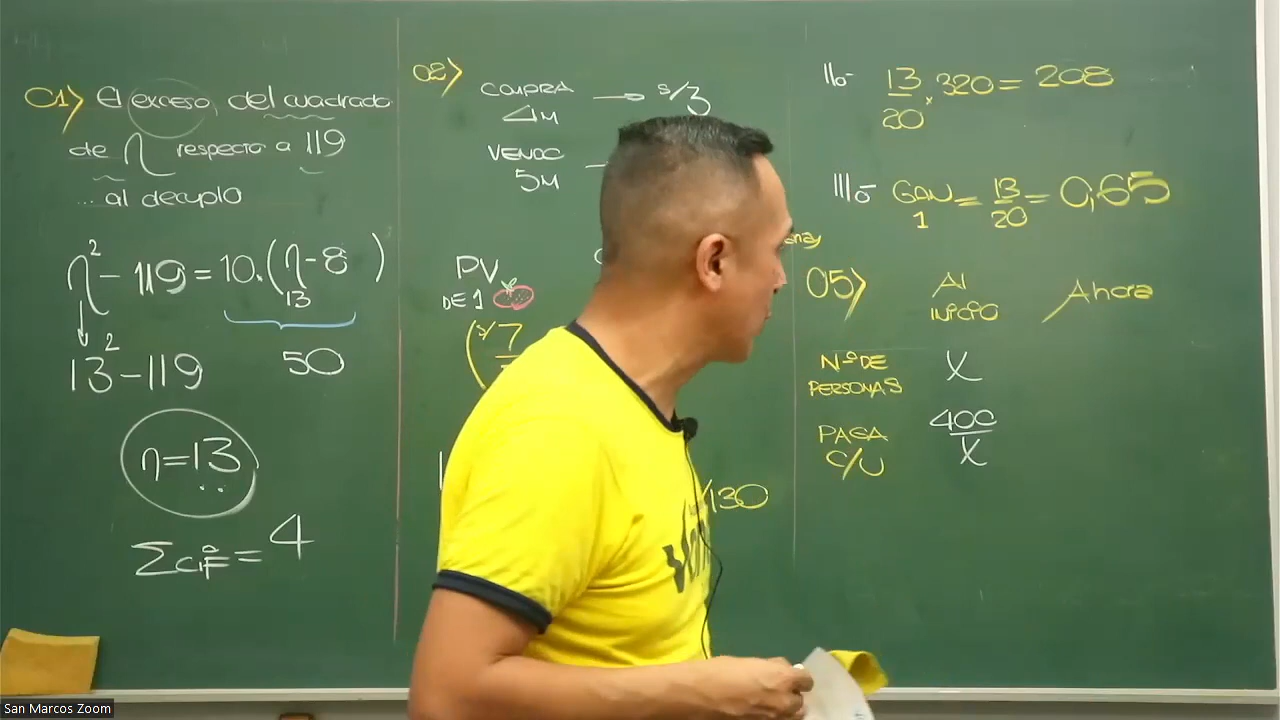 01> El exceso, del cuadrado
de n respecto a 119
... al decuplo
n² - 119 = 10.(n - 8)
13
13² - 119
50
n = 13
Σcif = 4
02>
COMPRA
4M → S/3
VENDE
5M
PV
DE 1
S/7
130
II.- 13/20 × 320 = 208
III.- GAN 1 = 13/20 = 0,65
05>
Al INICIO
Ahora
Nº DE PERSONAS
X
PAGA C/U
400/X
San Marcos Zoom